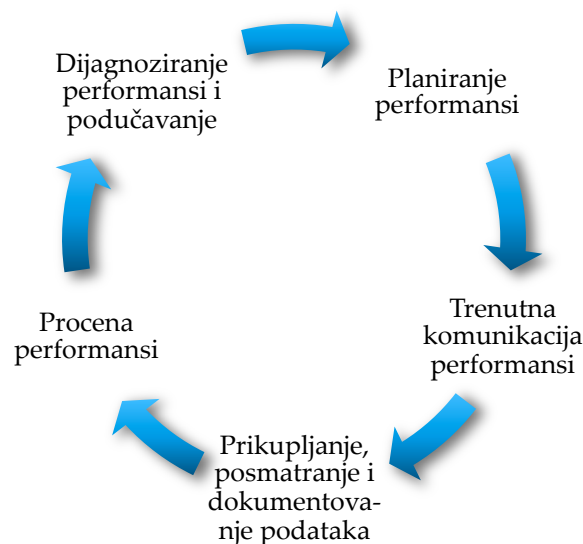 Dijagnoziranje
performansi i
podučavanje
Planiranje
performansi
Trenutna
komunikacija
performansi
Prikupljanje,
posmatranje i
dokumentova-
nje podataka
Procena
performansi